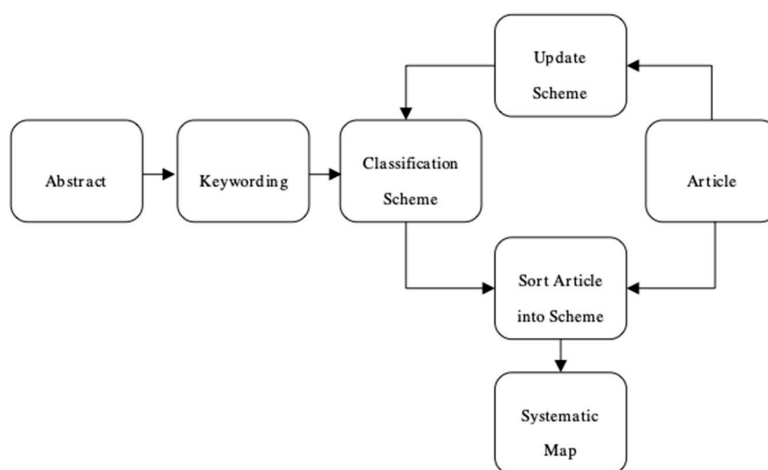 Update
Scheme
Abstract
Keywording
Classification
Scheme
Article
Sort Article
into Scheme
Systematic
Map